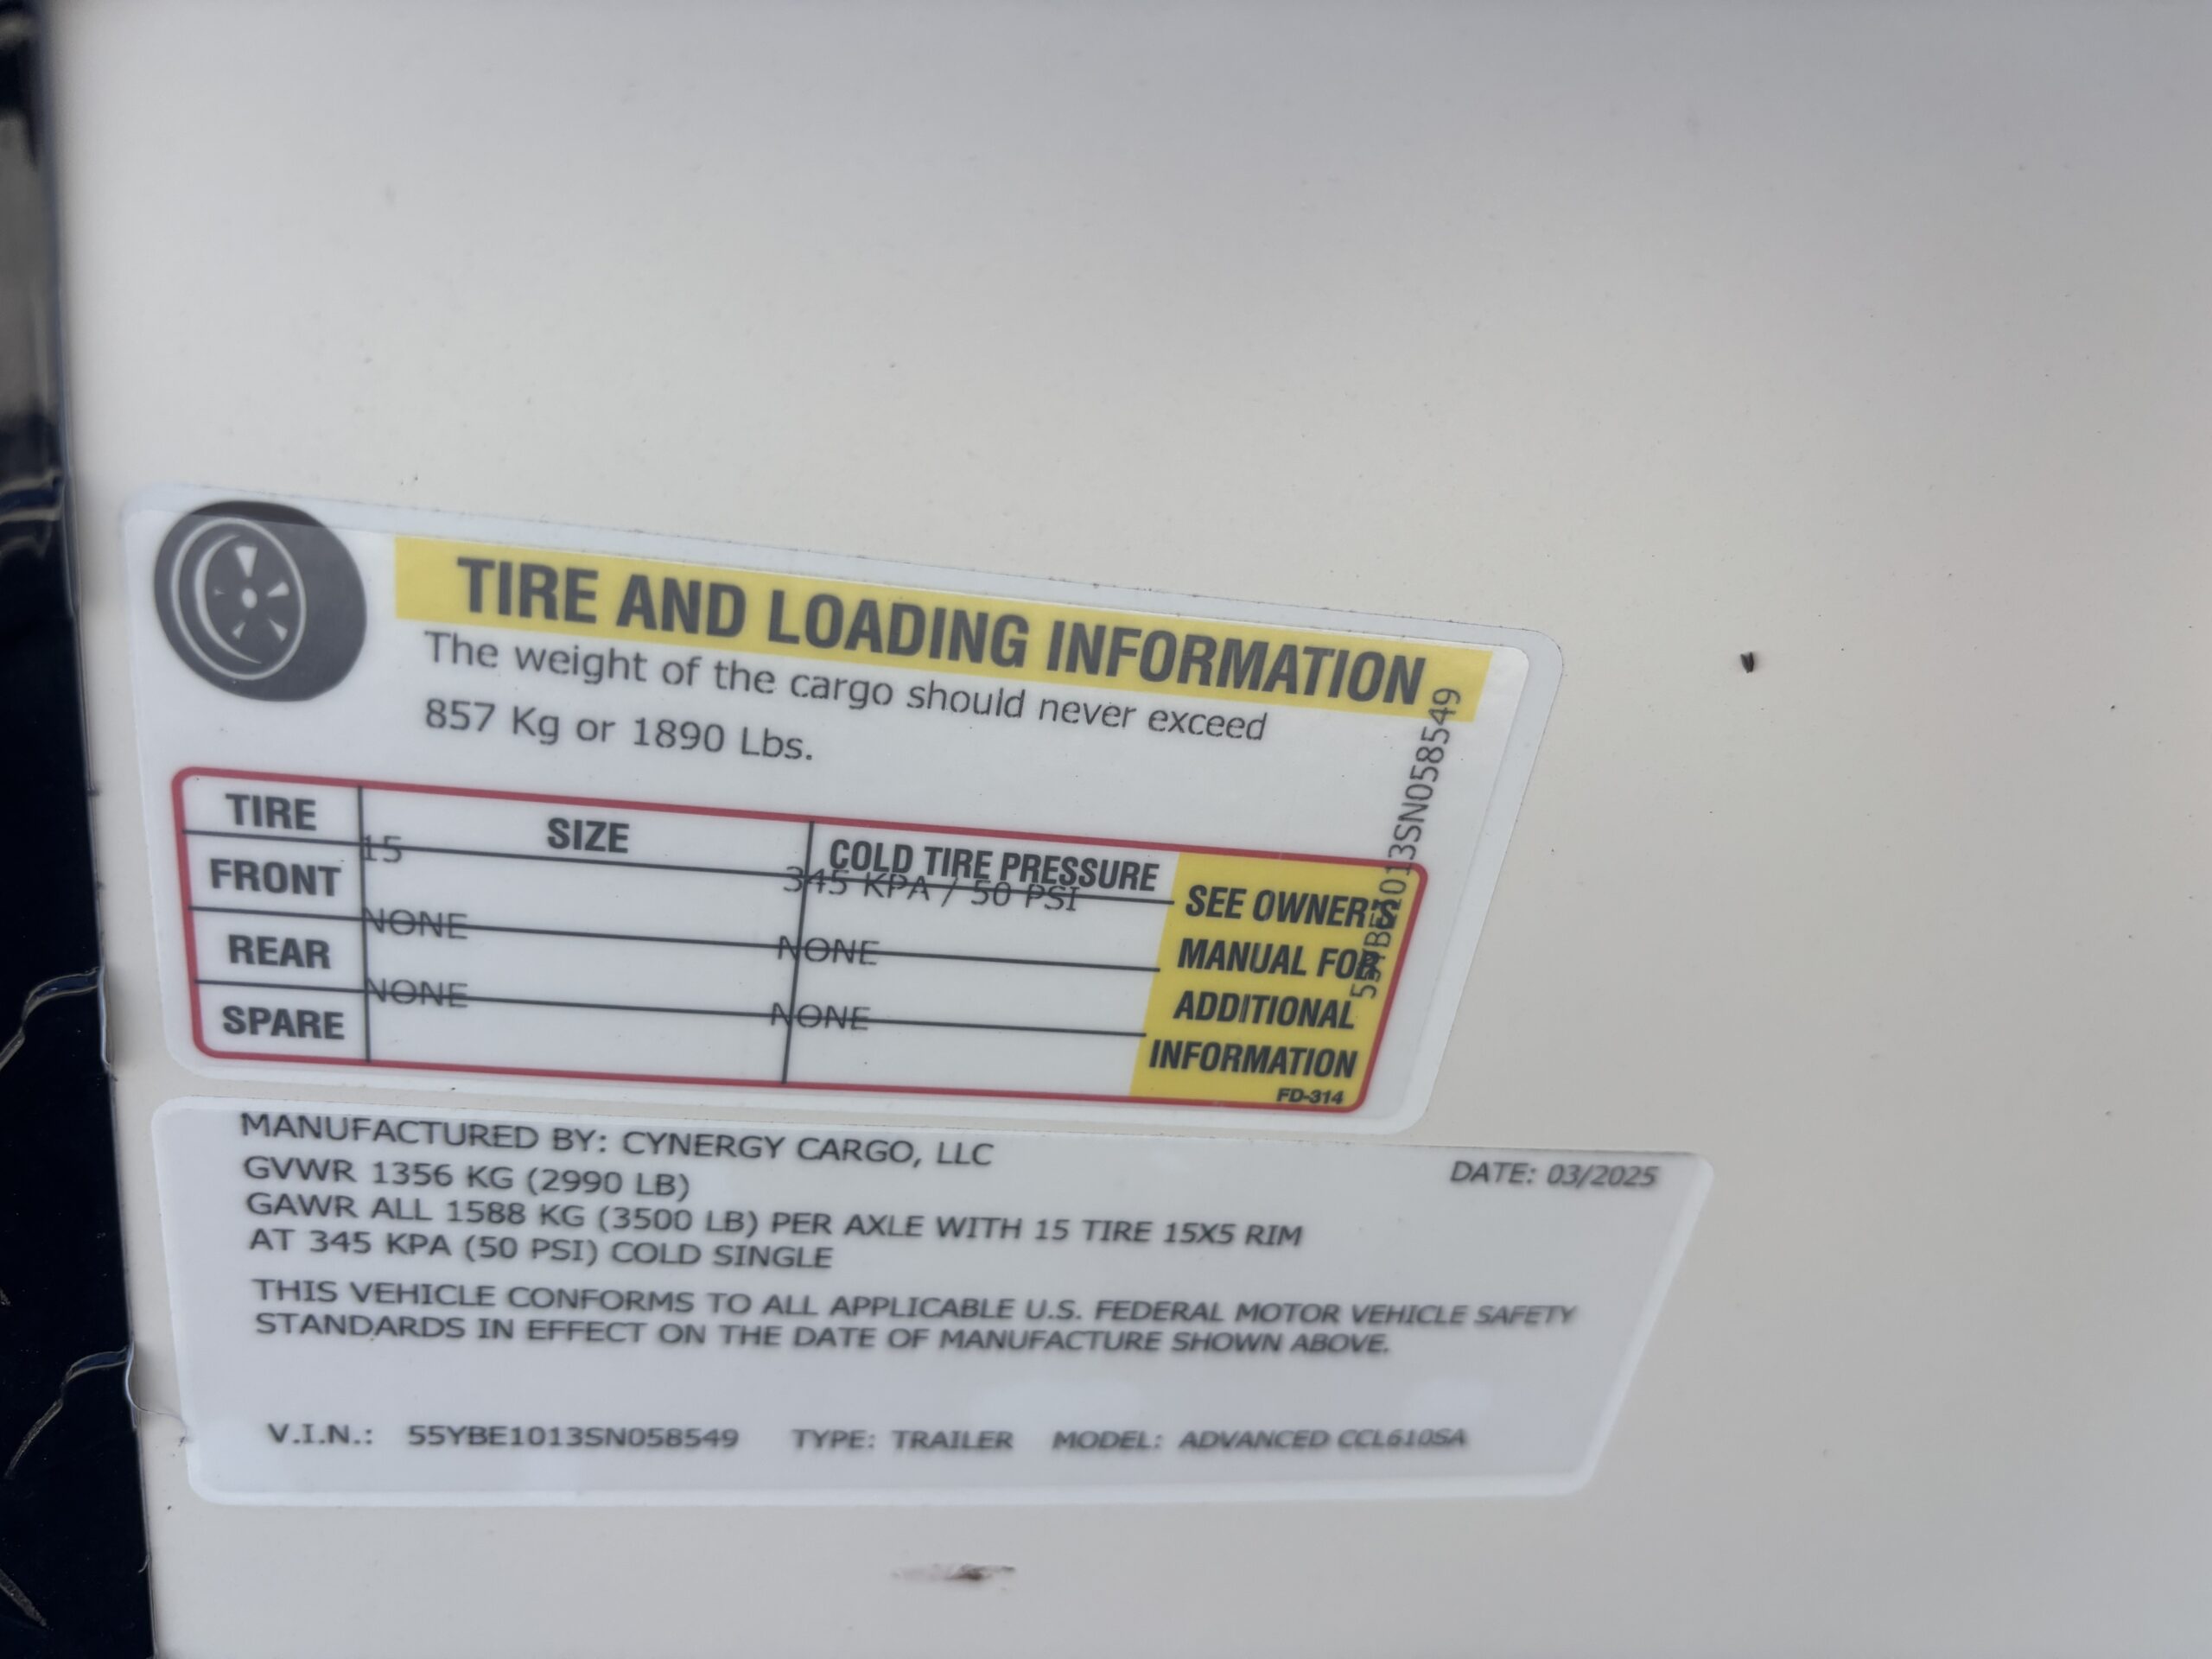 TIRE AND LOADING INFORMATION
The weight of the cargo should never exceed
857 Kg or 1890 Lbs.
TIRE SIZE COLD TIRE PRESSURE
FRONT 15 345 KPA / 50 PSI
REAR NONE NONE
SPARE NONE NONE
SEE OWNER'S
MANUAL FOR
ADDITIONAL
INFORMATION
FD-314
55YBE1013SN058549
MANUFACTURED BY: CYNERGY CARGO, LLC
DATE: 03/2025
GVWR 1356 KG (2990 LB)
GAWR ALL 1588 KG (3500 LB) PER AXLE WITH 15 TIRE 15X5 RIM
AT 345 KPA (50 PSI) COLD SINGLE
THIS VEHICLE CONFORMS TO ALL APPLICABLE U.S. FEDERAL MOTOR VEHICLE SAFETY
STANDARDS IN EFFECT ON THE DATE OF MANUFACTURE SHOWN ABOVE.
V.I.N.: 55YBE1013SN058549 TYPE: TRAILER MODEL: ADVANCED CCL610SA